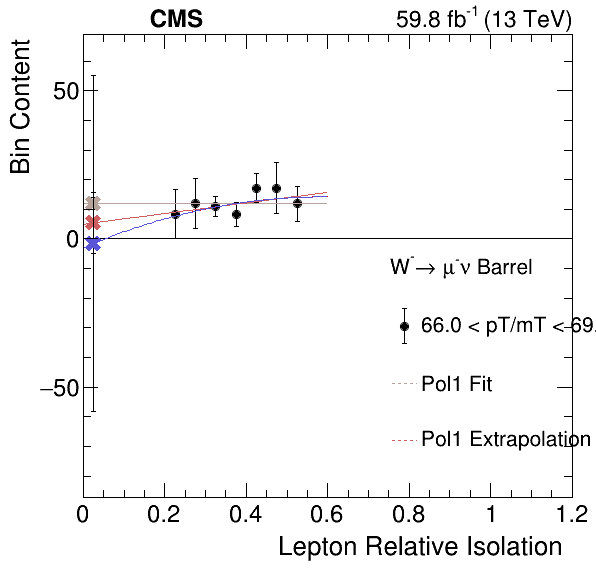 CMS
59.8 fb⁻¹ (13 TeV)
Bin Content
50
0
−50
W⁻→ μ⁻ν Barrel
66.0 < pT/mT < 69.
Pol1 Fit
Pol1 Extrapolation
0 0.2 0.4 0.6 0.8 1 1.2
Lepton Relative Isolation